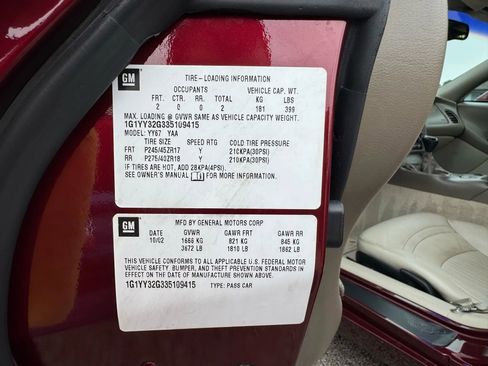 GM
TIRE-LOADING INFORMATION
OCCUPANTS VEHICLE CAP. WT.
FRT. CTR. RR. TOTAL KG LBS
2 0 0 2 181 399
MAX. LOADING @ GVWR SAME AS VEHICLE CAPACITY WEIGHT.
1G1YY32G335109415
MODEL: YY67 YAA
TIRE SIZE SPEED RTG COLD TIRE PRESSURE
FRT P245/45ZR17 Y 210KPA(30PSI)
RR P275/40ZR18 Y 210KPA(30PSI)
IF TIRES ARE HOT, ADD 28KPA(4PSI).
SEE OWNER'S MANUAL i FOR MORE INFORMATION.
GM
MFD BY GENERAL MOTORS CORP
DATE GVWR GAWR FRT GAWR RR
10/02 1666 KG 821 KG 845 KG
3672 LB 1810 LB 1862 LB
THIS VEHICLE CONFORMS TO ALL APPLICABLE U.S. FEDERAL MOTOR
VEHICLE SAFETY, BUMPER, AND THEFT PREVENTION STANDARDS IN
EFFECT ON THE DATE OF MANUFACTURE SHOWN ABOVE.
1G1YY32G335109415
TYPE: PASS CAR